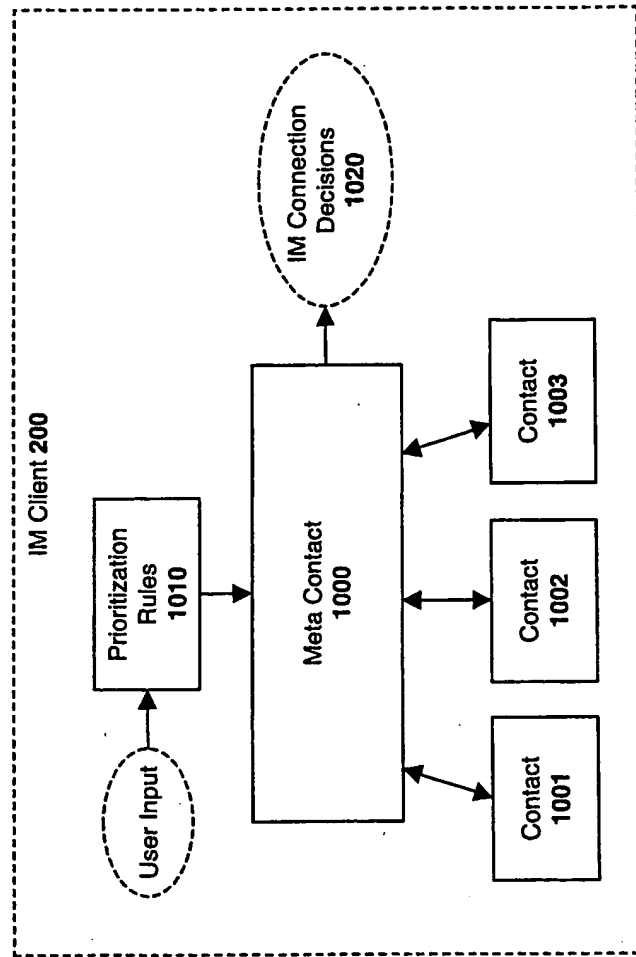 IM Client 200
User Input
Prioritization
Rules
1010
Meta Contact
1000
IM Connection
Decisions
1020
Contact
1001
Contact
1002
Contact
1003